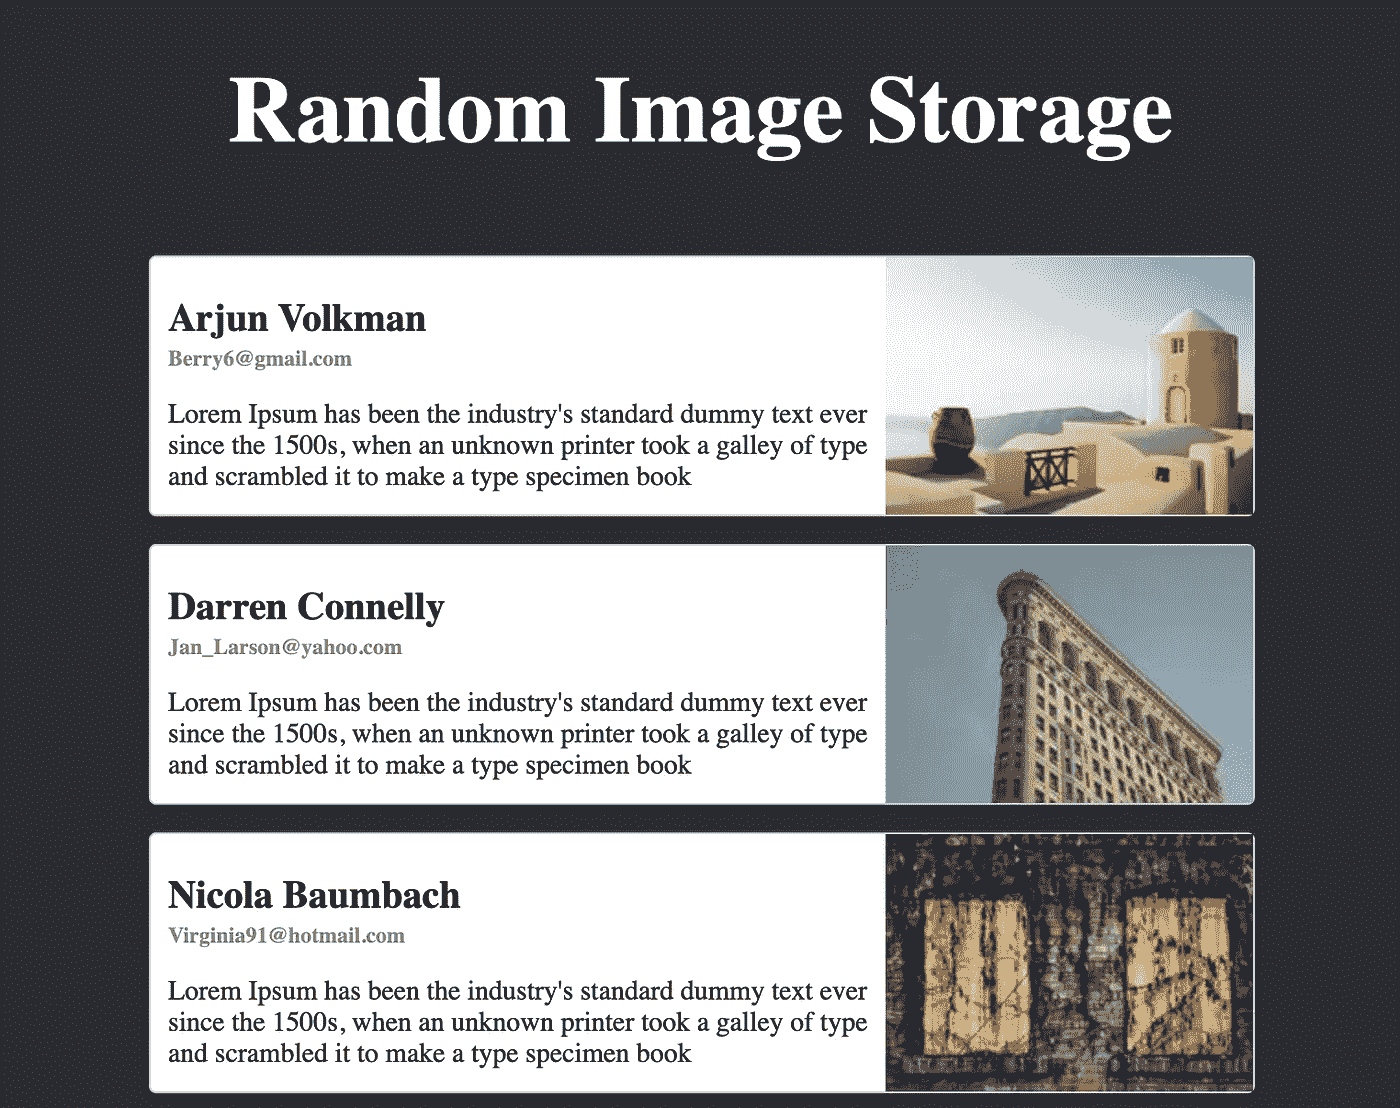 Random Image Storage
Arjun Volkman
Berry6@gmail.com
Lorem Ipsum has been the industry's standard dummy text ever
since the 1500s, when an unknown printer took a galley of type
and scrambled it to make a type specimen book
Darren Connelly
Jan_Larson@yahoo.com
Lorem Ipsum has been the industry's standard dummy text ever
since the 1500s, when an unknown printer took a galley of type
and scrambled it to make a type specimen book
Nicola Baumbach
Virginia91@hotmail.com
Lorem Ipsum has been the industry's standard dummy text ever
since the 1500s, when an unknown printer took a galley of type
and scrambled it to make a type specimen book